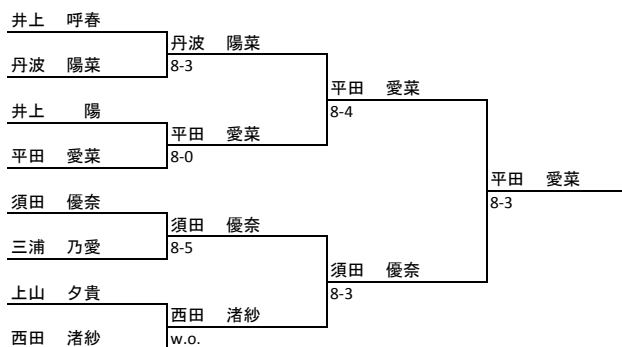 井上 呼春
丹波 陽菜
8-3
丹波 陽菜
平田 愛菜
8-4
井上 陽
平田 愛菜
8-0
平田 愛菜
平田 愛菜
8-3
須田 優奈
須田 優奈
8-5
三浦 乃愛
須田 優奈
8-3
上山 夕貴
西田 渚紗
w.o.
西田 渚紗